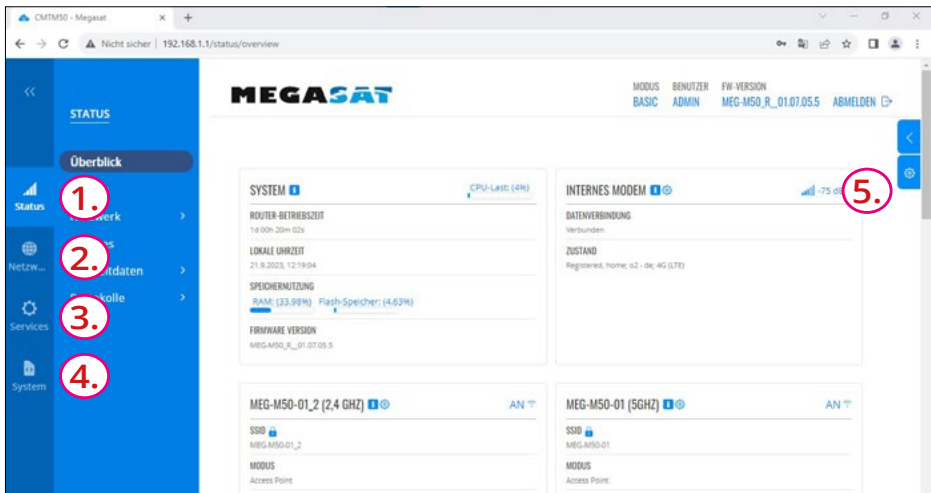 CMTM50 - Megasat
Nicht sicher | 192.168.1.1/status/overview
MEGASAT
MODUS BENUTZER FW-VERSION
BASIC ADMIN MEG-M50_R_01.07.05.5 ABMELDEN
STATUS
Überblick
Status
1.
Netzw...
2.
Services
3.
System
4.
SYSTEM
CPU-Last: (4%)
ROUTER-BETRIEBSZEIT
1d 00h 20m 02s
LOKALE UHRZEIT
21.9.2023, 12:19:04
SPEICHERNUTZUNG
RAM: (33.98%) Flash-Speicher: (4.63%)
FIRMWARE VERSION
MEG-M50_R_01.07.05.5
INTERNES MODEM
-75
5.
DATENVERBINDUNG
Verbunden
ZUSTAND
Registered, home; o2 - de; 4G (LTE)
MEG-M50-01_2 (2,4 GHZ)
AN
SSID
MEG-M50-01_2
MODUS
Access Point
MEG-M50-01 (5GHZ)
AN
SSID
MEG-M50-01
MODUS
Access Point